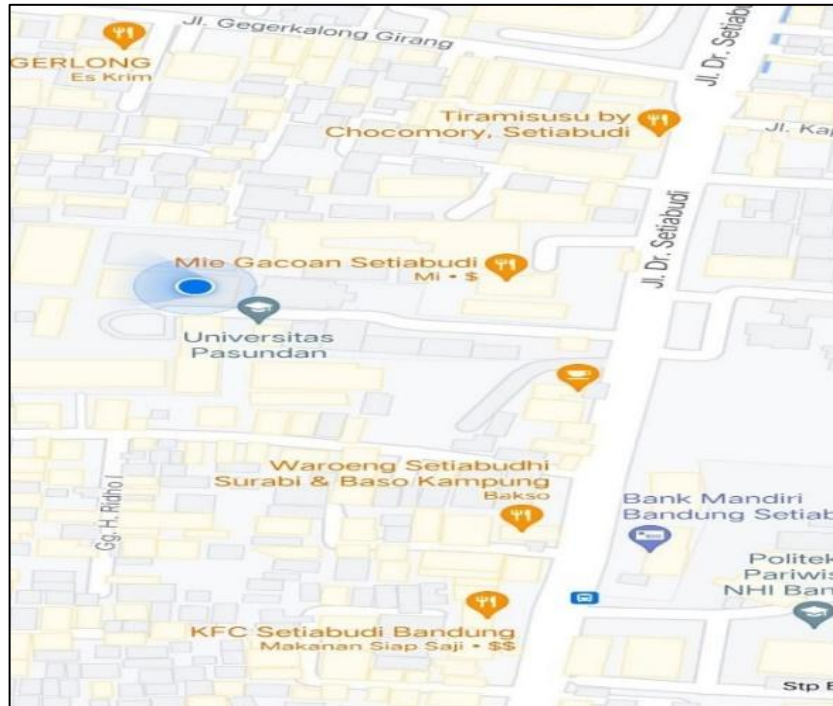 Jl. Gegerkalong Girang
Jl. Dr. Setiabu
GERLONG
Es Krim
Tiramisusu by
Chocomory, Setiabudi
Jl. Kar
Jl. Dr. Setiabudi
Mie Gacoan Setiabudi
Mi • $
Universitas
Pasundan
Waroeng Setiabudhi
Surabi & Baso Kampung
Bakso
Gg. H. Ridho I
Bank Mandiri
Bandung Setiab
Politek
Pariwis
NHI Ban
KFC Setiabudi Bandung
Makanan Siap Saji • $$
Stp B